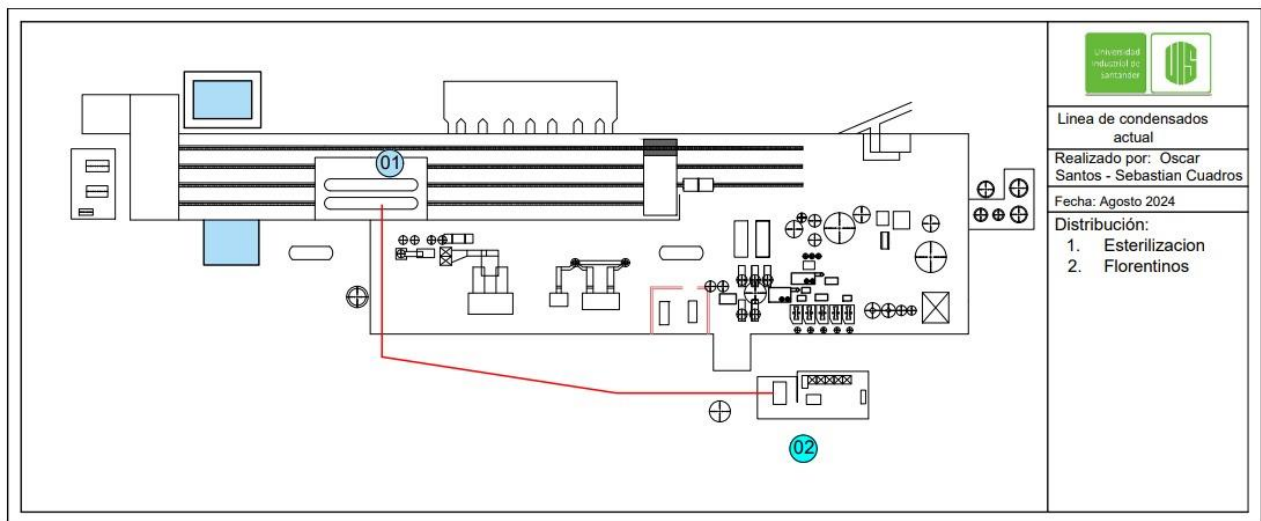 Universidad
Industrial de
Santander
UIS
Linea de condensados
actual
Realizado por: Oscar
Santos - Sebastian Cuadros
Fecha: Agosto 2024
Distribución:
1. Esterilizacion
2. Florentinos
01
02